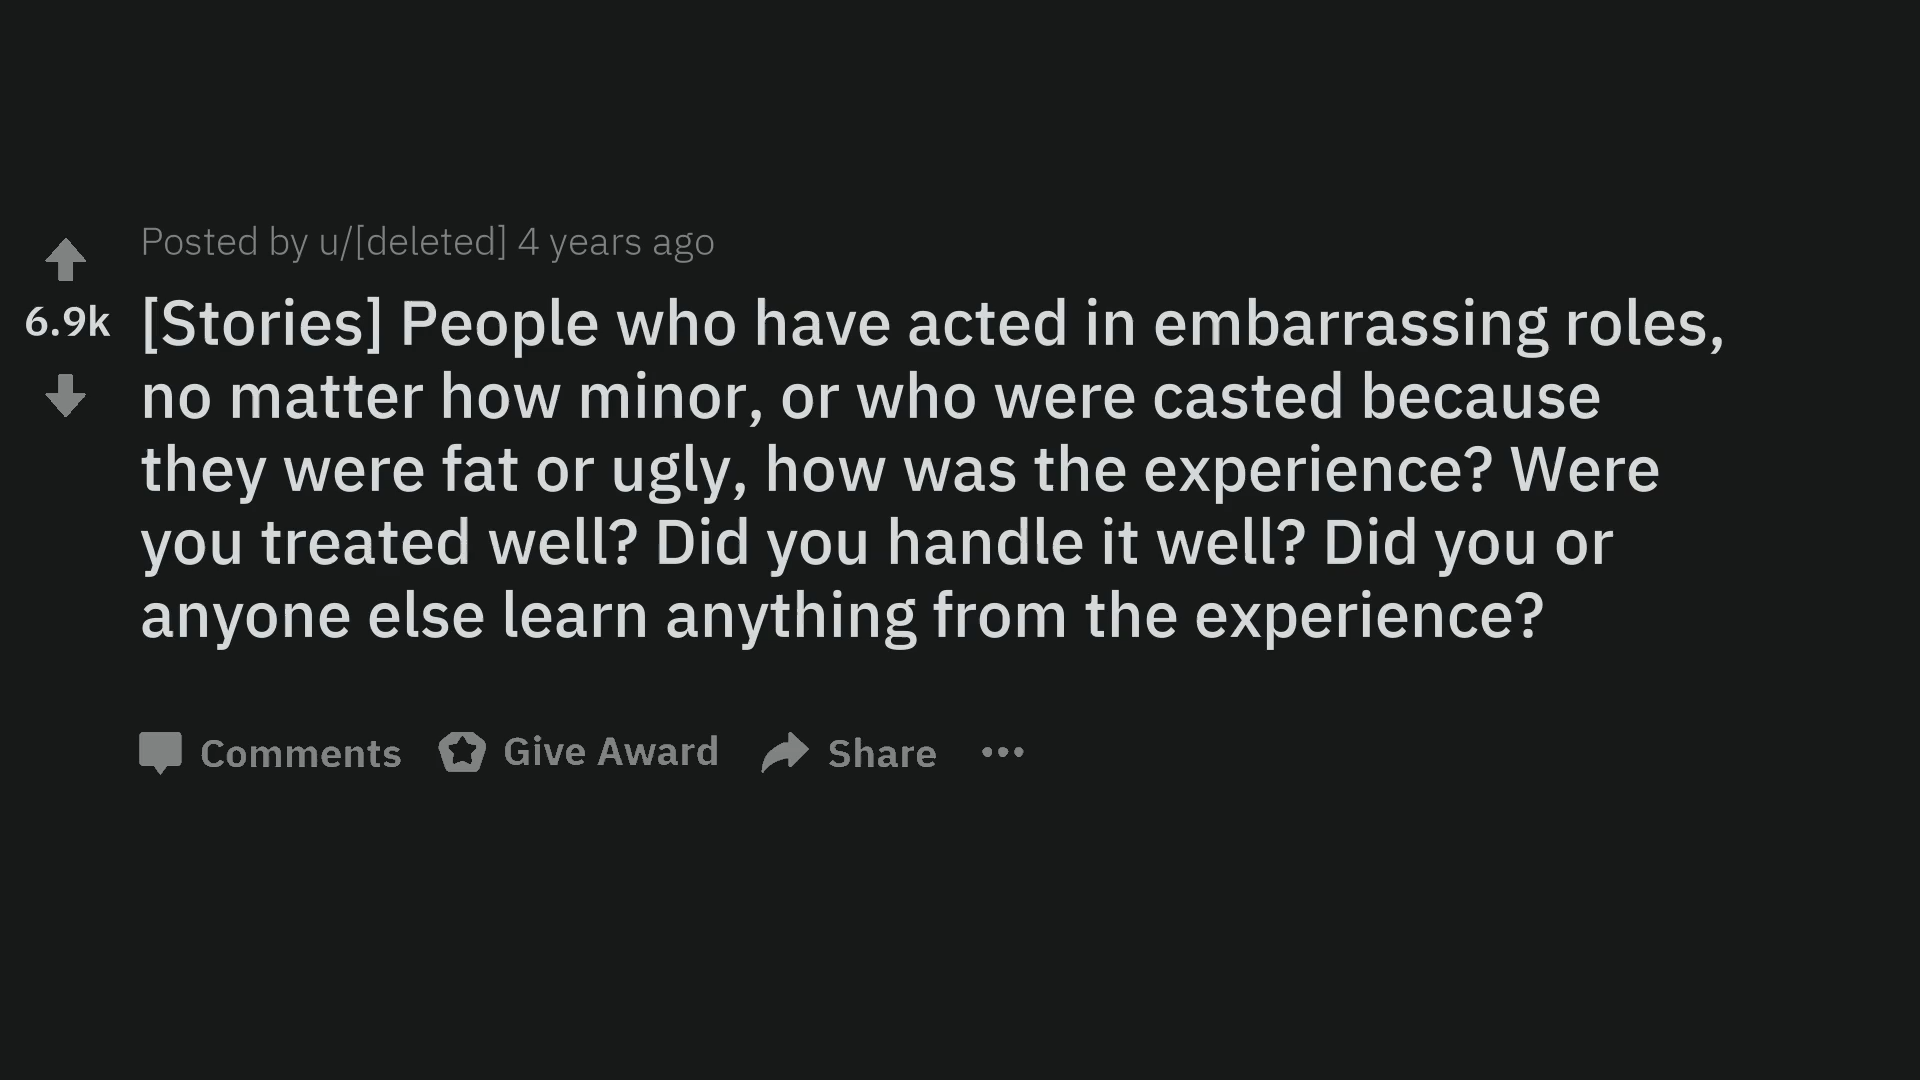 Posted by u/[deleted] 4 years ago
6.9k
[Stories] People who have acted in embarrassing roles,
no matter how minor, or who were casted because
they were fat or ugly, how was the experience? Were
you treated well? Did you handle it well? Did you or
anyone else learn anything from the experience?
Comments Give Award Share